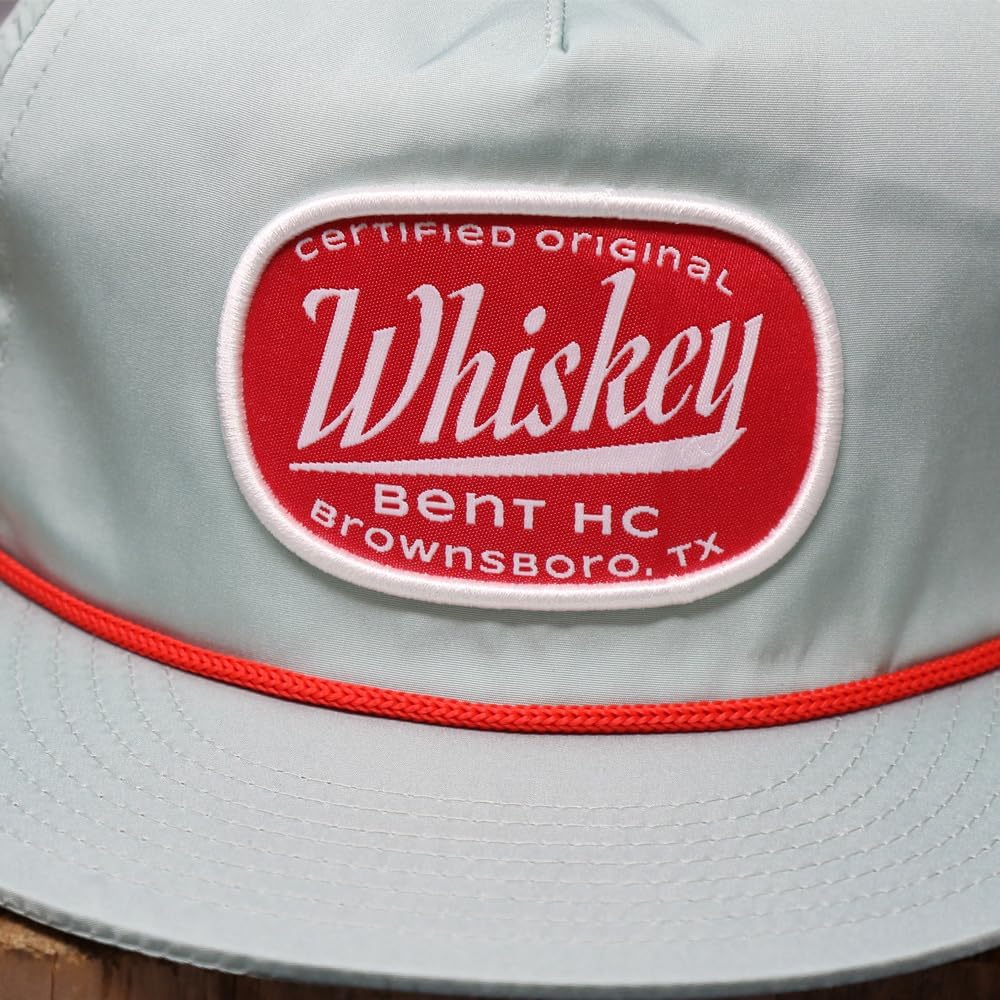 CERTIFIED ORIGINAL
Whiskey
BENT HC
BROWNSBORO. TX